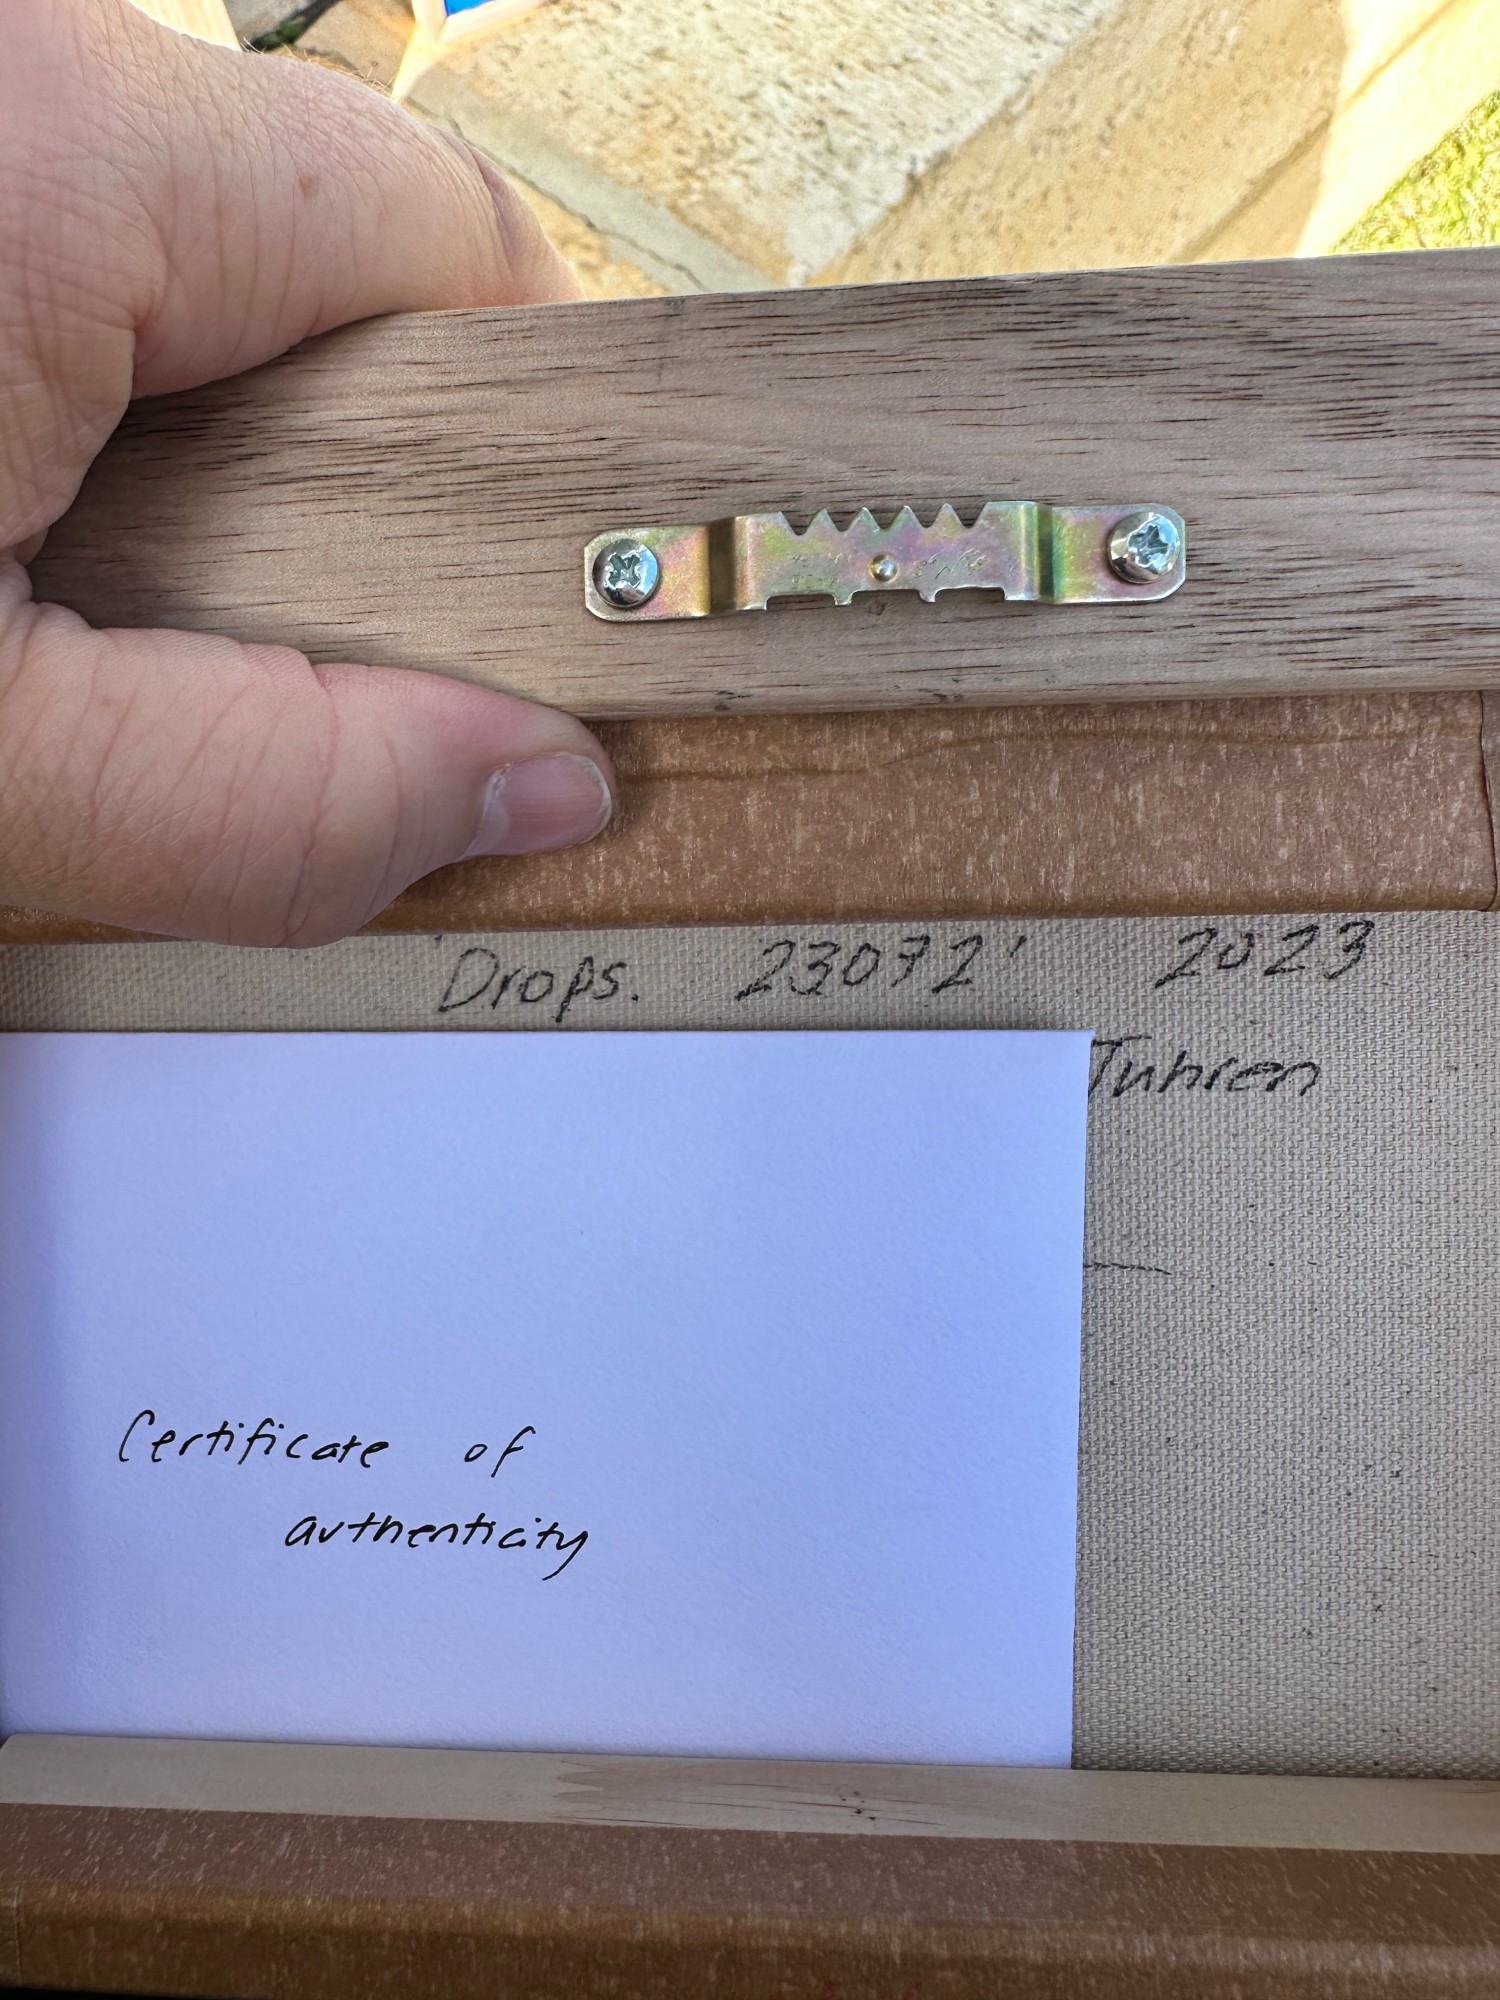 'Drops. 23072' 2023
Juhren
Certificate of
authenticity